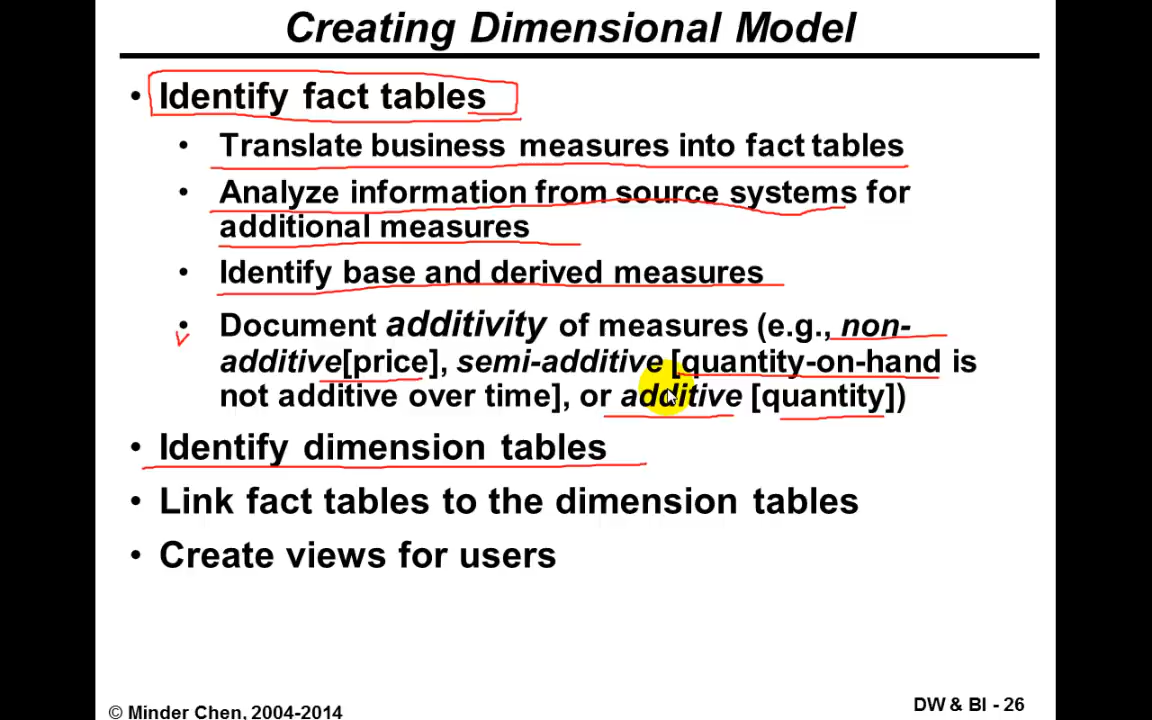 Creating Dimensional Model
• Identify fact tables
• Translate business measures into fact tables
• Analyze information from source systems for
additional measures
• Identify base and derived measures
• Document additivity of measures (e.g., non-
additive[price], semi-additive [quantity-on-hand is
not additive over time], or additive [quantity])
• Identify dimension tables
• Link fact tables to the dimension tables
• Create views for users
© Minder Chen, 2004-2014
DW & BI - 26